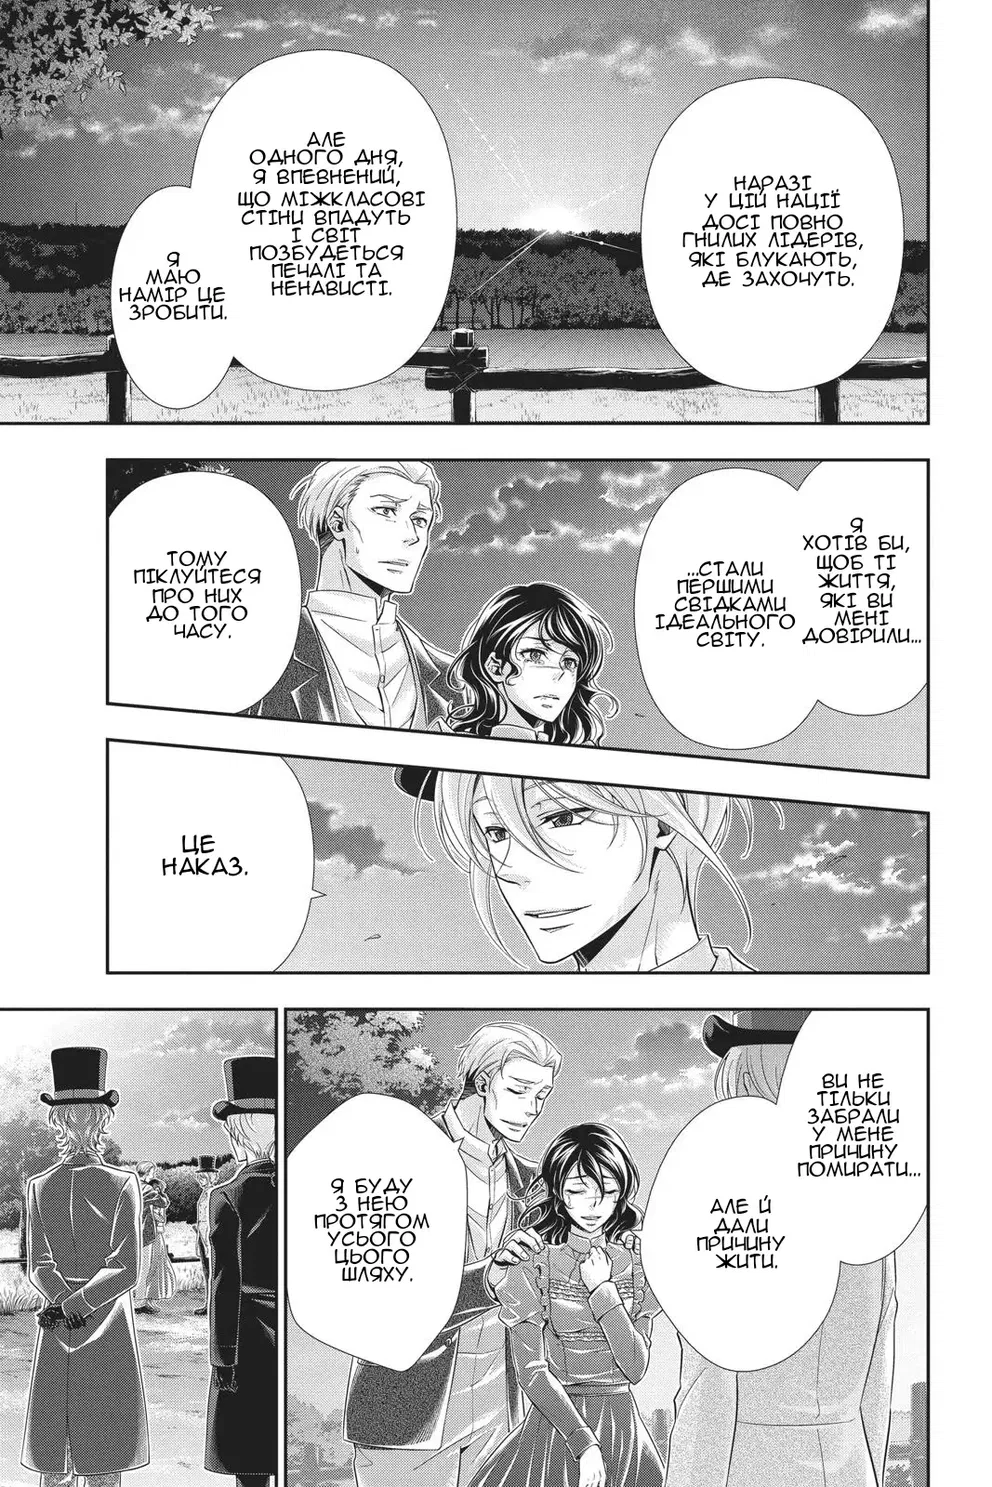 НАРАЗІ
У ЦІЙ НАЦІЇ
ДОСІ ПОВНО
ГНИЛИХ ЛІДЕРІВ,
ЯКІ БЛУКАЮТЬ,
ДЕ ЗАХОЧУТЬ.
АЛЕ
ОДНОГО ДНЯ,
Я ВПЕВНЕНИЙ,
ЩО МІЖКЛАСОВІ
СТІНИ ВПАДУТЬ
І СВІТ
ПОЗБУДЕТЬСЯ
ПЕЧАЛІ ТА
НЕНАВИСТІ.
Я
МАЮ
НАМІР ЦЕ
ЗРОБИТИ.
Я
ХОТІВ БИ,
ЩОБ ТІ
ЖИТТЯ,
ЯКІ ВИ
МЕНІ
ДОВІРИЛИ...
...СТАЛИ
ПЕРШИМИ
СВІДКАМИ
ІДЕАЛЬНОГО
СВІТУ.
ТОМУ
ПІКЛУЙТЕСЯ
ПРО НИХ
ДО ТОГО
ЧАСУ.
ЦЕ
НАКАЗ.
ВИ НЕ
ТІЛЬКИ
ЗАБРАЛИ
У МЕНЕ
ПРИЧИНУ
ПОМИРАТИ...
АЛЕ Й
ДАЛИ
ПРИЧИНУ
ЖИТИ.
Я БУДУ
З НЕЮ
ПРОТЯГОМ
УСЬОГО
ЦЬОГО
ШЛЯХУ.